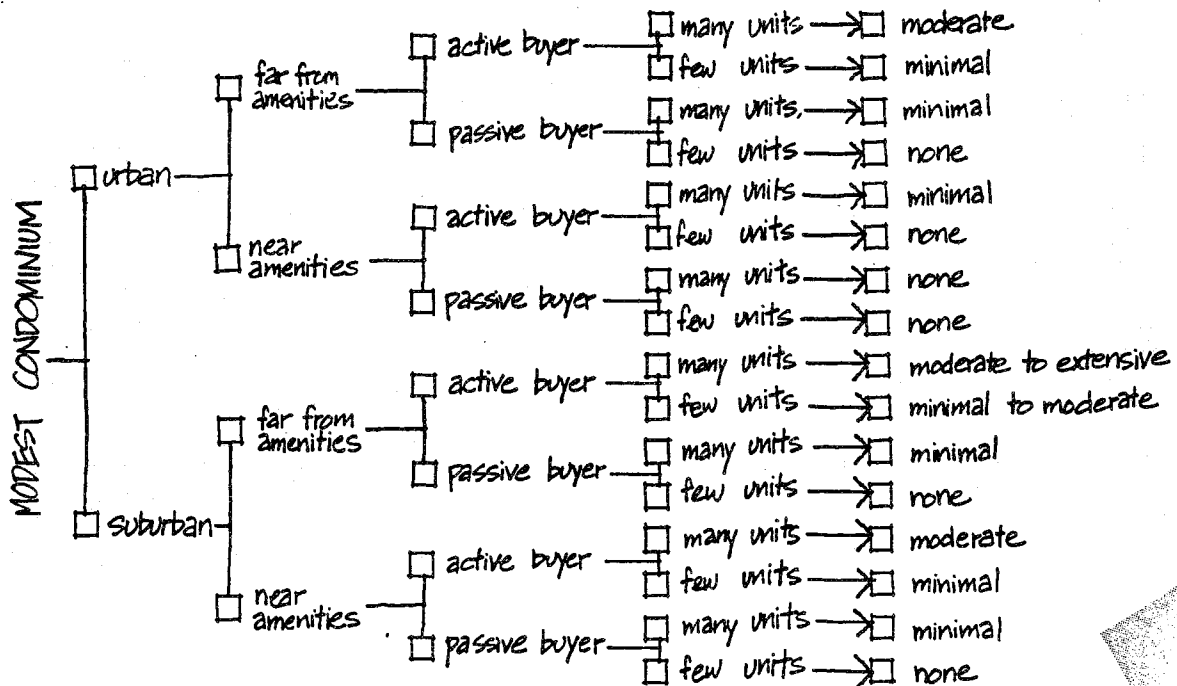 MODEST CONDOMINIUM
urban
far from
amenities
active buyer
many units
moderate
few units
minimal
passive buyer
many units.
minimal
few units
none
near
amenities
active buyer
many units
minimal
few units
none
passive buyer
many units
none
few units
none
suburban
far from
amenities
active buyer
many units
moderate to extensive
few units
minimal to moderate
passive buyer
many units
minimal
few units
none
near
amenities
active buyer
many units
moderate
few units
minimal
passive buyer
many units
minimal
few units
none